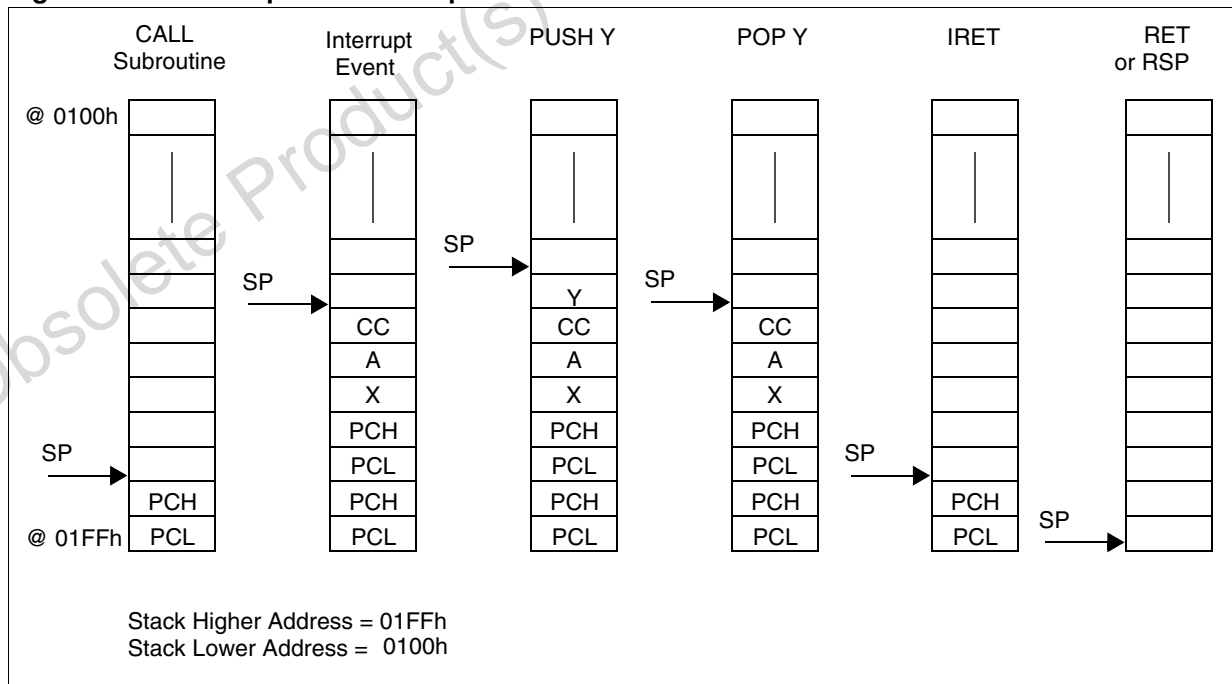 CALL
Subroutine
Interrupt
Event
PUSH Y
POP Y
IRET
RET
or RSP
@ 0100h
SP
SP
SP
SP
SP
SP
Y
CC
CC
CC
A
A
A
X
X
X
PCH
PCH
PCH
PCL
PCL
PCL
PCH
PCH
PCH
PCH
PCH
@ 01FFh
PCL
PCL
PCL
PCL
PCL
Stack Higher Address = 01FFh
Stack Lower Address = 0100h
Obsolete Product(s)